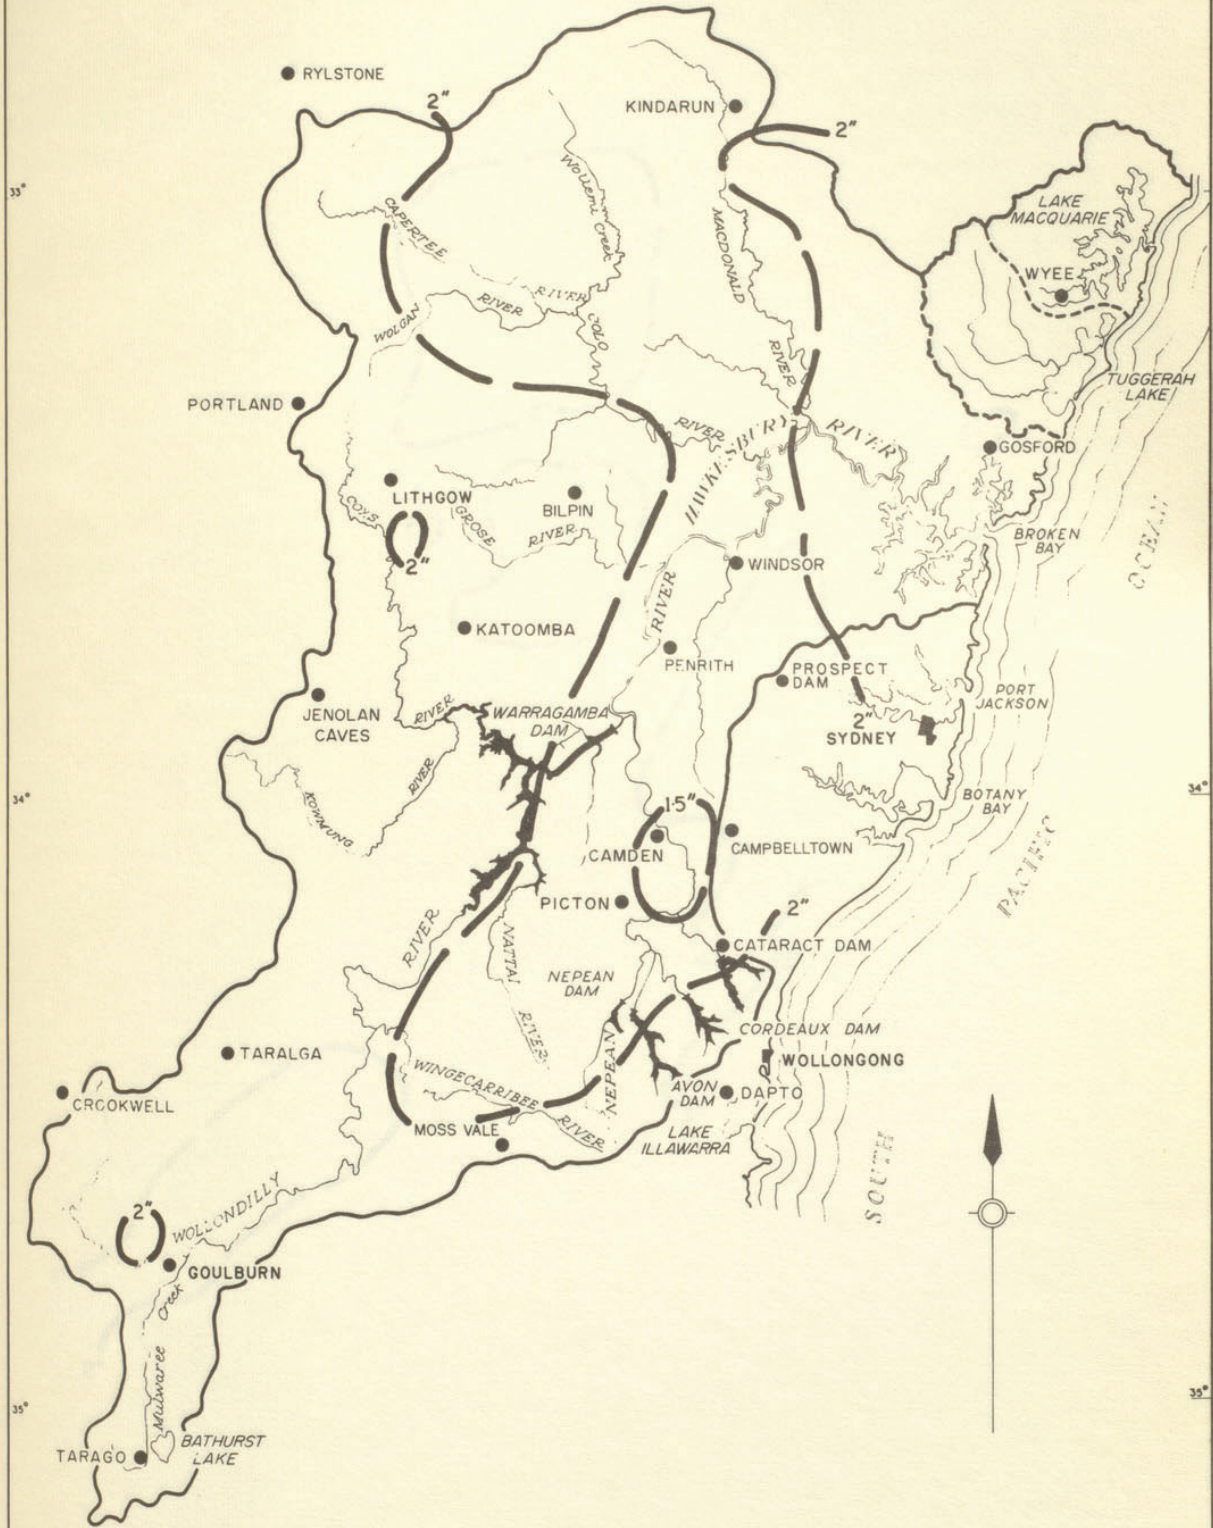 RYLSTONE
2"
KINDARUN
2"
33°
Wollemi Creek
CAPERTEE
RIVER
MACDONALD
RIVER
LAKE
MACQUARIE
WYEE
WOLGAN
RIVER
COLO
RIVER
TUGGERAH
LAKE
PORTLAND
HAWKESBURY
RIVER
GOSFORD
LITHGOW
COXS
RIVER
GROSE
RIVER
BILPIN
2"
BROKEN
BAY
WINDSOR
RIVER
KATOOMBA
PENRITH
PROSPECT
DAM
JENOLAN
CAVES
WARRAGAMBA
DAM
PORT
JACKSON
2"
SYDNEY
KOWMUNG
RIVER
34°
34°
BOTANY
BAY
1·5"
CAMDEN
CAMPBELLTOWN
PICTON
2"
CATARACT DAM
RIVER
NATTAI
RIVER
NEPEAN
DAM
CORDEAUX DAM
WOLLONGONG
TARALGA
CROOKWELL
WINGECARRIBEE
RIVER
NEPEAN
AVON
DAM
DAPTO
MOSS VALE
LAKE
ILLAWARRA
SOUTH
PACIFIC
OCEAN
2"
WOLLONDILLY
GOULBURN
Mulwaree
Creek
35°
35°
TARAGO
BATHURST
LAKE